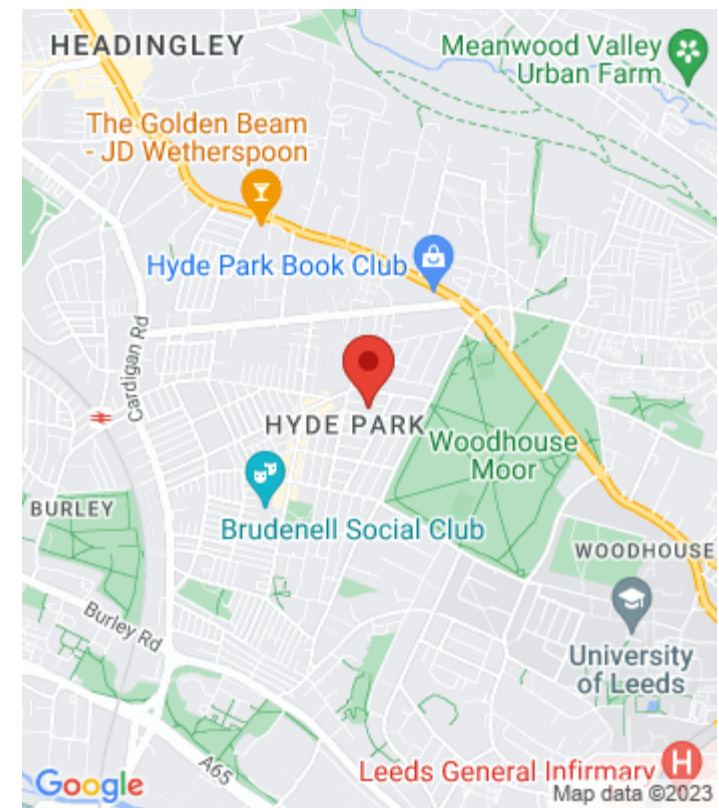 HEADINGLEY
Meanwood Valley
Urban Farm
The Golden Beam
- JD Wetherspoon
Hyde Park Book Club
Cardigan Rd
HYDE PARK
Woodhouse
Moor
BURLEY
Brudenell Social Club
WOODHOUSE
Burley Rd
University
of Leeds
A65
Leeds General Infirmary
H
Google
Map data ©2023